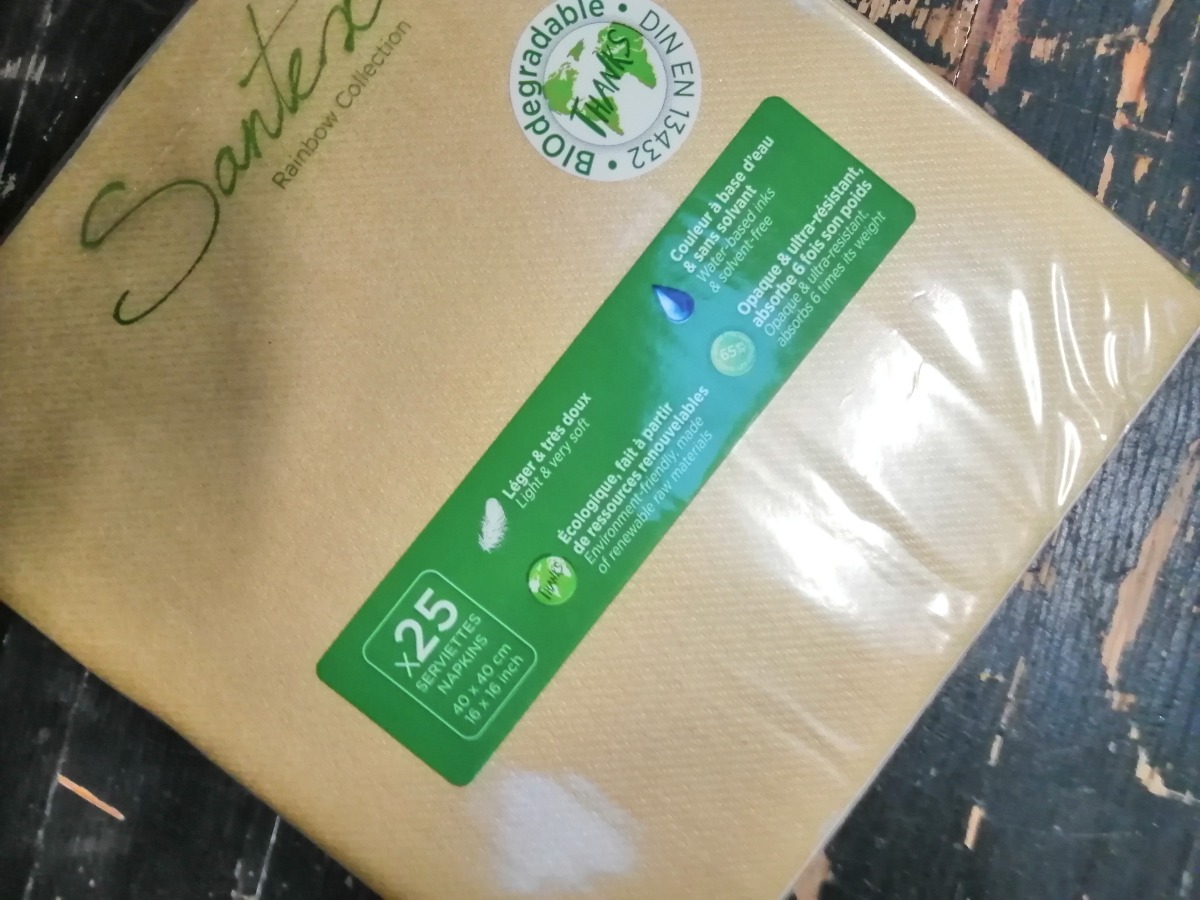 Santex
Rainbow Collection
Biodegradable • DIN EN 13432 •
THANKS
x25
SERVIETTES
NAPKINS
40 x 40 cm
16 x 16 inch
Léger & très doux
Light & very soft
THANKS
Écologique, fait à partir
de ressources renouvelables
Environment-friendly, made
of renewable raw materials
Couleur à base d'eau
& sans solvant
Water-based inks
& solvent-free
Opaque & ultra-résistant,
absorbe 6 fois son poids
Opaque & ultra-resistant,
absorbs 6 times its weight